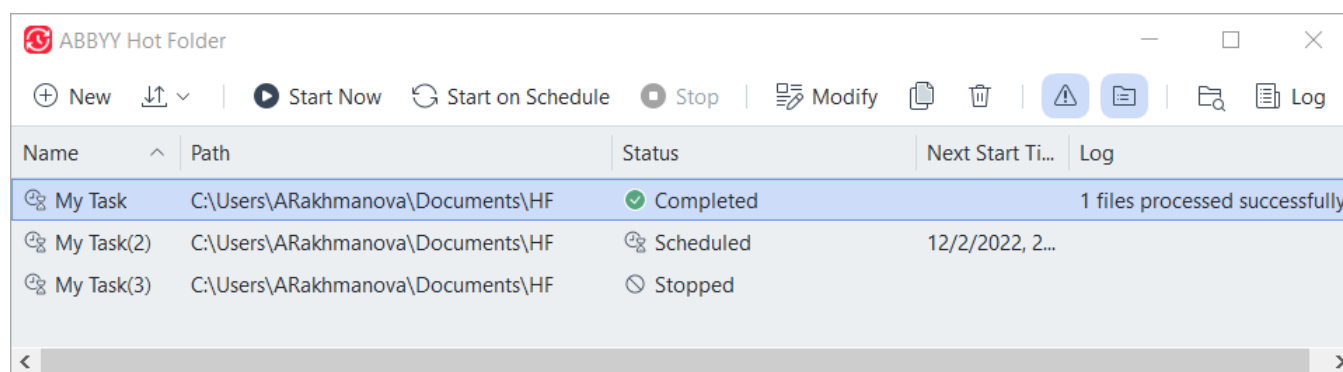 ABBYY Hot Folder
New Start Now Start on Schedule Stop Modify Log
Name Path Status Next Start Ti... Log
My Task C:\Users\ARakhmanova\Documents\HF Completed 1 files processed successfully
My Task(2) C:\Users\ARakhmanova\Documents\HF Scheduled 12/2/2022, 2...
My Task(3) C:\Users\ARakhmanova\Documents\HF Stopped